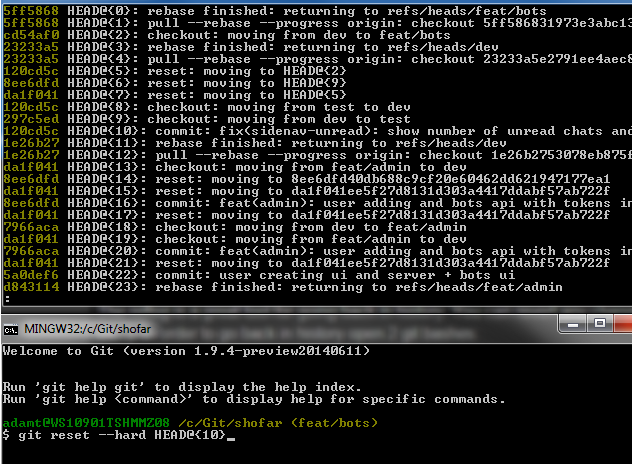 5ff5868 HEAD@{0}: rebase finished: returning to refs/heads/feat/bots
5ff5868 HEAD@{1}: pull --rebase --progress origin: checkout 5ff586831973e3abc13
cd54af0 HEAD@{2}: checkout: moving from dev to feat/bots
23233a5 HEAD@{3}: rebase finished: returning to refs/heads/dev
23233a5 HEAD@{4}: pull --rebase --progress origin: checkout 23233a5e2791ee4aec8
120cd5c HEAD@{5}: reset: moving to HEAD@{2}
8ee6dfd HEAD@{6}: reset: moving to HEAD@{9}
da1f041 HEAD@{7}: reset: moving to HEAD@{5}
120cd5c HEAD@{8}: checkout: moving from test to dev
297c5ed HEAD@{9}: checkout: moving from dev to test
120cd5c HEAD@{10}: commit: fix(sidenav-unread): show number of unread chats and
1e26b27 HEAD@{11}: rebase finished: returning to refs/heads/dev
1e26b27 HEAD@{12}: pull --rebase --progress origin: checkout 1e26b2753078eb875f
da1f041 HEAD@{13}: checkout: moving from feat/admin to dev
8ee6dfd HEAD@{14}: reset: moving to 8ee6dfd40db688c9cf20e60462dd621947177ea1
da1f041 HEAD@{15}: reset: moving to da1f041ee5f27d8131d303a4417ddabf57ab722f
8ee6dfd HEAD@{16}: commit: feat(admin): user adding and bots api with tokens in
da1f041 HEAD@{17}: reset: moving to da1f041ee5f27d8131d303a4417ddabf57ab722f
7966aca HEAD@{18}: checkout: moving from dev to feat/admin
da1f041 HEAD@{19}: checkout: moving from feat/admin to dev
7966aca HEAD@{20}: commit: feat(admin): user adding and bots api with tokens in
da1f041 HEAD@{21}: reset: moving to da1f041ee5f27d8131d303a4417ddabf57ab722f
5a0def6 HEAD@{22}: commit: user creating ui and server + bots ui
d843114 HEAD@{23}: rebase finished: returning to refs/heads/feat/admin
:
MINGW32:/c/Git/shofar
Welcome to Git (version 1.9.4-preview20140611)
Run 'git help git' to display the help index.
Run 'git help <command>' to display help for specific commands.
adamt@WS10901TSHMMZ08 /c/Git/shofar (feat/bots)
$ git reset --hard HEAD@{10}_